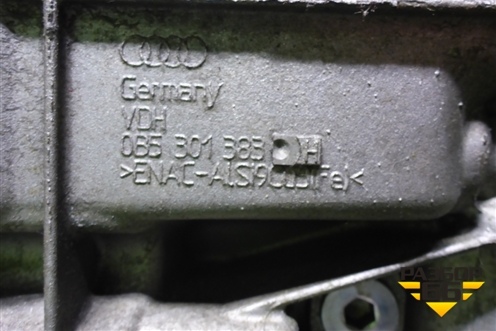 Germany
VDH
0B5 301 383 H
>ENAC-AlSi9Cu3(Fe)<